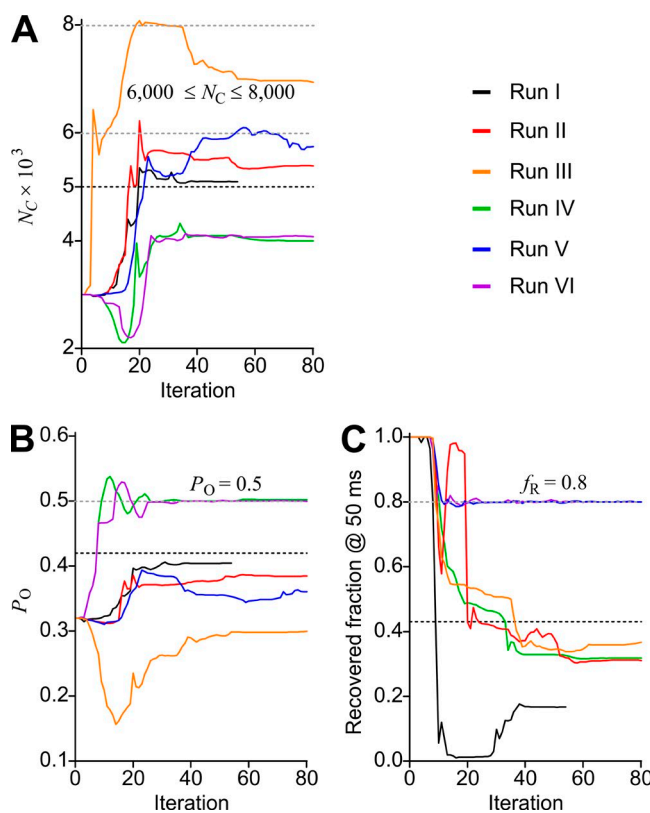 A
8
6
5
4
2
N_C × 10³
6,000 ≤ N_C ≤ 8,000
0
20
40
60
80
Iteration
Run I
Run II
Run III
Run IV
Run V
Run VI
B
0.6
0.5
0.4
0.3
0.2
0.1
P_O
P_O = 0.5
0
20
40
60
80
Iteration
C
1.0
0.8
0.6
0.4
0.2
0.0
Recovered fraction @ 50 ms
f_R = 0.8
0
20
40
60
80
Iteration